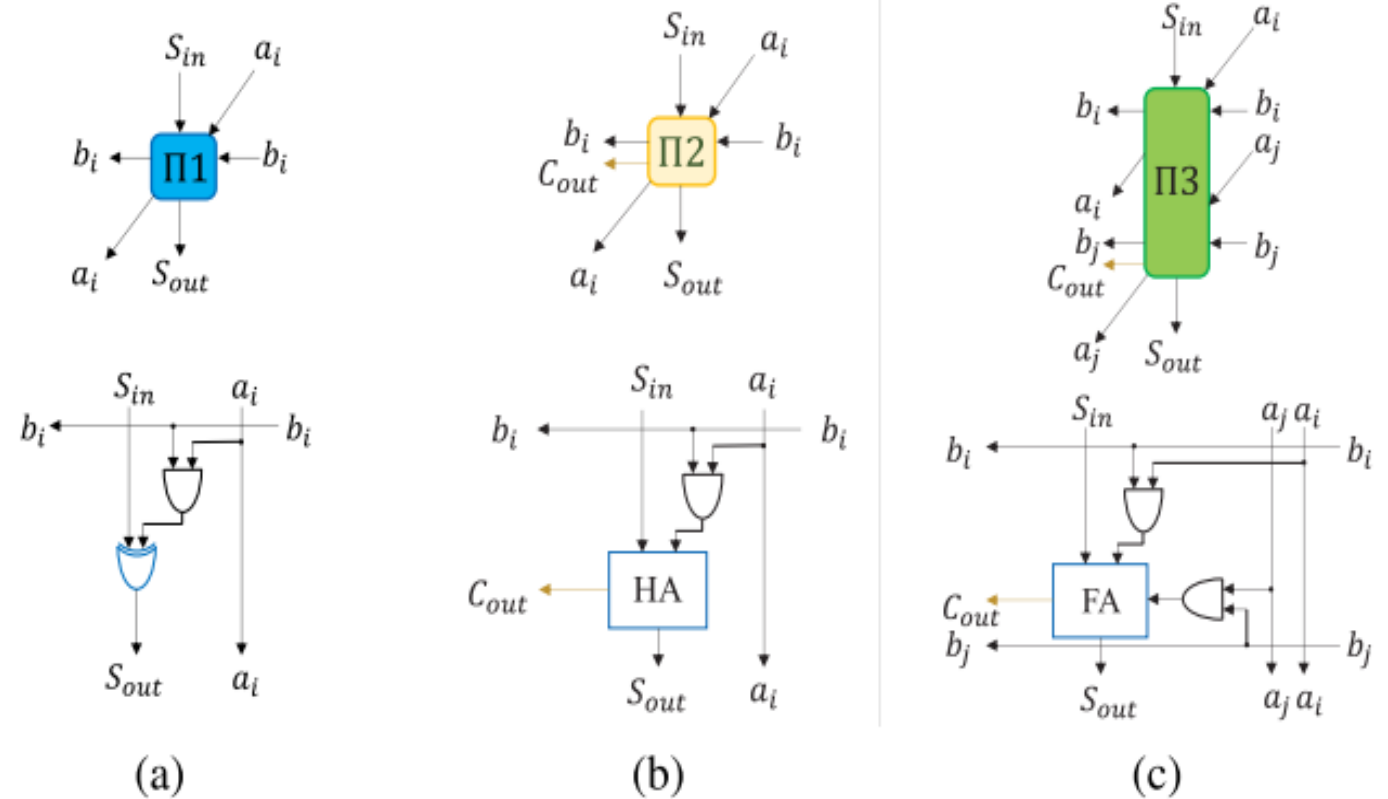 S_in a_i
b_i Π1 b_i
a_i S_out
S_in a_i
b_i b_i
S_out a_i
(a)
S_in a_i
b_i Π2 b_i
C_out
a_i S_out
S_in a_i
b_i b_i
C_out HA
S_out a_i
(b)
S_in a_i
b_i b_i
a_j
Π3
a_i
b_j b_j
C_out
a_j S_out
S_in a_j a_i
b_i b_i
C_out FA
b_j b_j
S_out a_j a_i
(c)